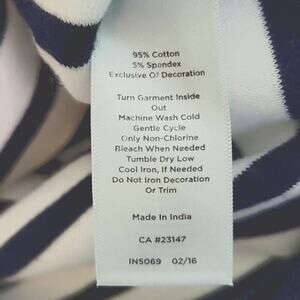 95% Cotton
5% Spandex
Exclusive Of Decoration
Turn Garment Inside
Out
Machine Wash Cold
Gentle Cycle
Only Non-Chlorine
Bleach When Needed
Tumble Dry Low
Cool Iron, If Needed
Do Not Iron Decoration
Or Trim
Made In India
CA #23147
IN5069 02/16